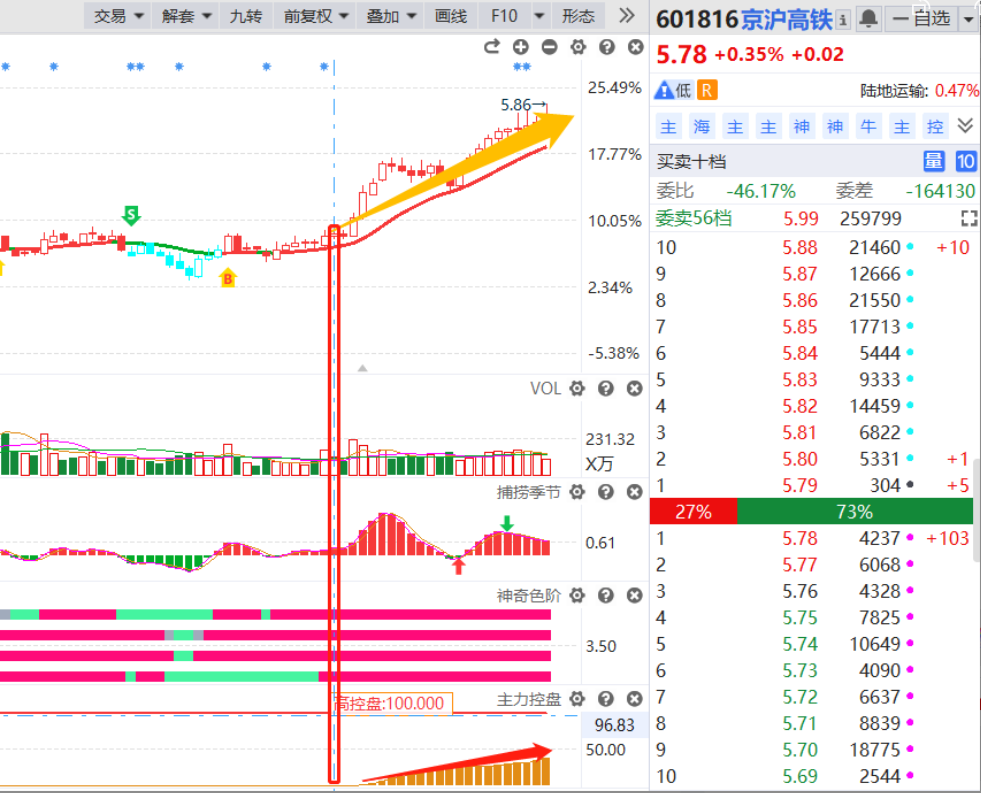 交易 解套 九转 前复权 叠加 画线 F10 形态
601816京沪高铁 自选
5.78 +0.35% +0.02
低 R 陆地运输: 0.47%
主 海 主 主 神 神 牛 主 控
买卖十档 量 10
委比 -46.17% 委差 -164130
委卖56档 5.99 259799
10 5.88 21460 +10
9 5.87 12666
8 5.86 21550
7 5.85 17713
6 5.84 5444
5 5.83 9333
4 5.82 14459
3 5.81 6822
2 5.80 5331 +1
1 5.79 304 +5
27% 73%
1 5.78 4237 +103
2 5.77 6068
3 5.76 4328
4 5.75 7825
5 5.74 10649
6 5.73 4090
7 5.72 6637
8 5.71 8839
9 5.70 18775
10 5.69 2544
25.49%
5.86→
17.77%
10.05%
2.34%
-5.38%
S
B
VOL
231.32
X万
捕捞季节
0.61
神奇色阶
3.50
主力控盘
高控盘:100.000
96.83
50.00